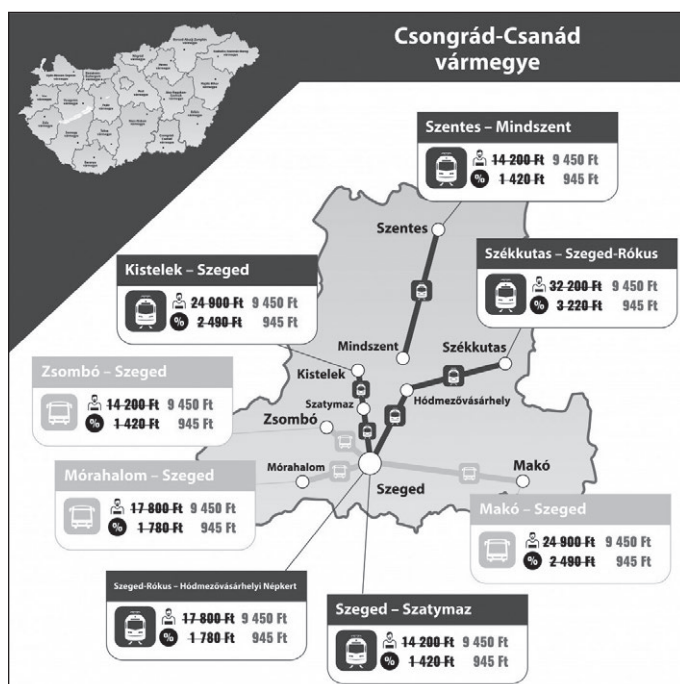 Csongrád-Csanád
vármegye
Szentes – Mindszent
14 200 Ft 9 450 Ft
% 1 420 Ft 945 Ft
Szentes
Kistelek – Szeged
24 900 Ft 9 450 Ft
% 2 490 Ft 945 Ft
Székkutas – Szeged-Rókus
32 200 Ft 9 450 Ft
% 3 220 Ft 945 Ft
Mindszent
Székkutas
Kistelek
Zsombó – Szeged
14 200 Ft 9 450 Ft
% 1 420 Ft 945 Ft
Szatymaz
Hódmezővásárhely
Zsombó
Mórahalom – Szeged
17 800 Ft 9 450 Ft
% 1 780 Ft 945 Ft
Mórahalom
Szeged
Makó
Makó – Szeged
24 900 Ft 9 450 Ft
% 2 490 Ft 945 Ft
Szeged-Rókus – Hódmezővásárhelyi Népkert
17 800 Ft 9 450 Ft
% 1 780 Ft 945 Ft
Szeged – Szatymaz
14 200 Ft 9 450 Ft
% 1 420 Ft 945 Ft